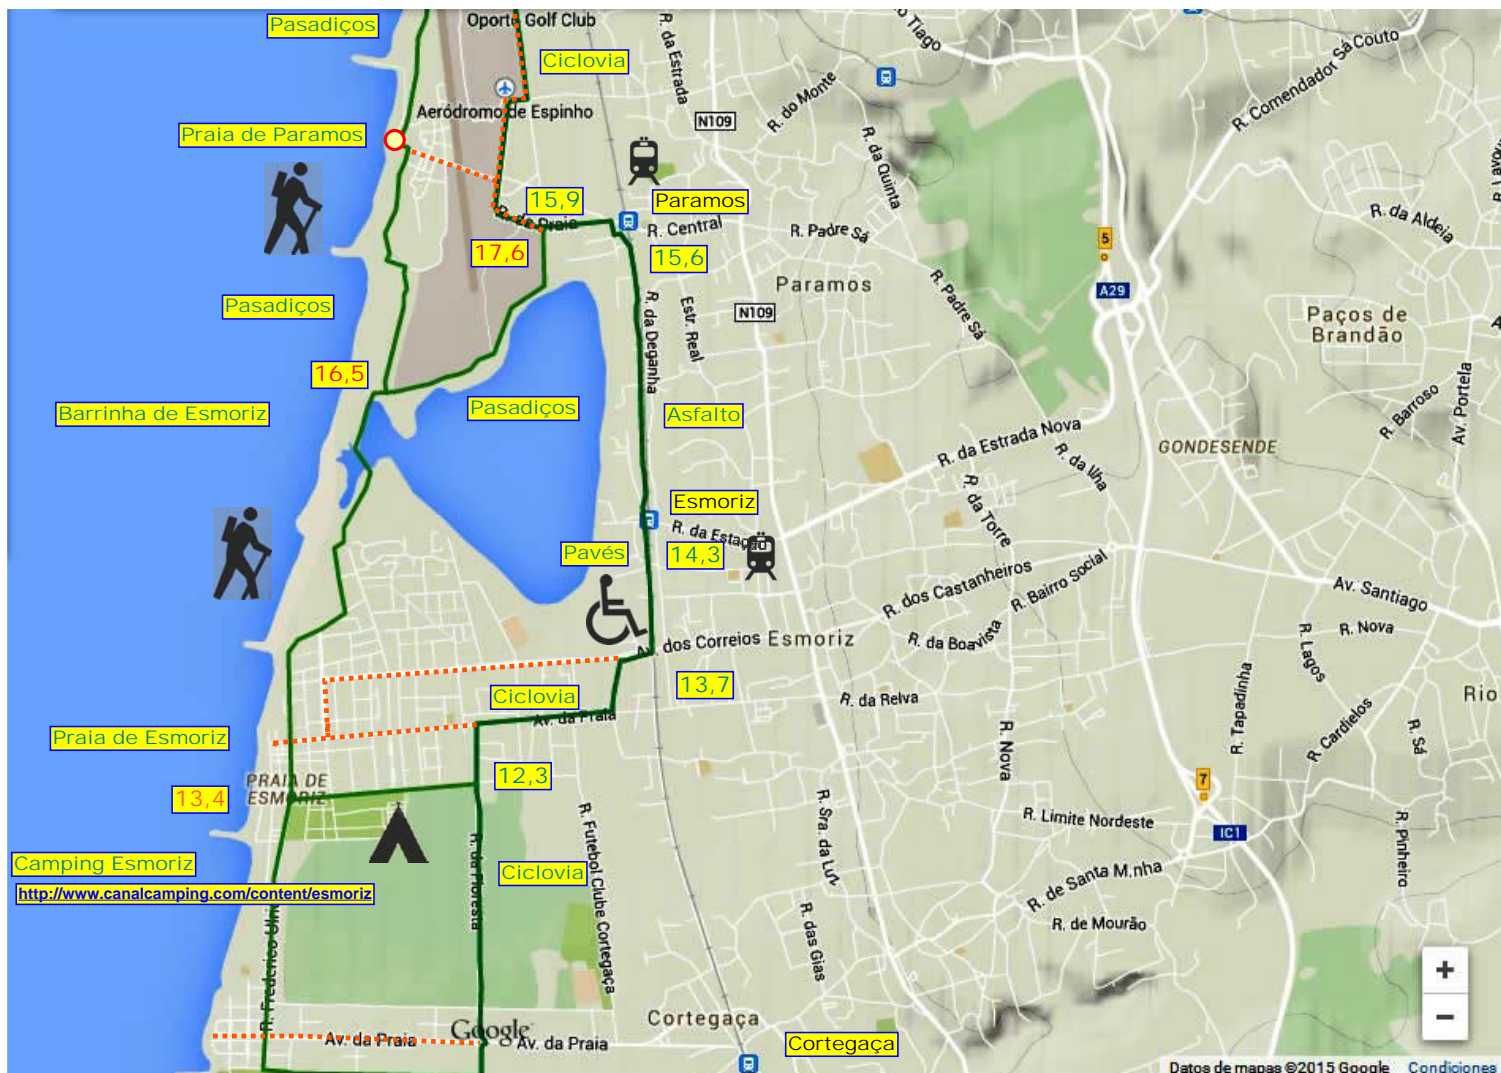 Pasadiços
Oporto Golf Club
Ciclovia
R. da Estrada
Tiago
R. Comendador Sá Couto
Aeródromo de Espinho
N109
R. do Monte
Praia de Paramos
R. da Quinta
15,9
Paramos
R. da Praia
R. Central
R. Padre Sá
R. da Aldeia
17,6
15,6
5
Paramos
R. Padre Sá
A29
Pasadiços
R. da Deganha
Estr. Real
N109
Paços de
Brandão
16,5
Barrinha de Esmoriz
Pasadiços
Asfalto
R. Barroso
Av. Portela
R. da Estrada Nova
R. da Ilha
GONDESENDE
Esmoriz
R. da Torre
R. da Estação
Pavés
14,3
R. dos Castanheiros
R. Bairro Social
Av. Santiago
R. Nova
Av. dos Correios
Esmoriz
R. da Boavista
R. Lagos
13,7
Ciclovia
R. da Relva
R. Tapadinha
Rio
Av. da Praia
R. Nova
R. Cardielos
R. Sá
Praia de Esmoriz
12,3
PRAIA DE
ESMORIZ
13,4
7
R. Futebol Clube Cortegaça
R. Sra. da Luz
R. Limite Nordeste
IC1
R. Pinheiro
Camping Esmoriz
R. da Floresta
Ciclovia
http://www.canalcamping.com/content/esmoriz
R. de Santa M.nha
R. de Mourão
R. das Gias
R. Frederico
+
−
Cortegaça
Av. da Praia
Google
Av. da Praia
Cortegaça
Datos de mapas ©2015 Google
Condiciones